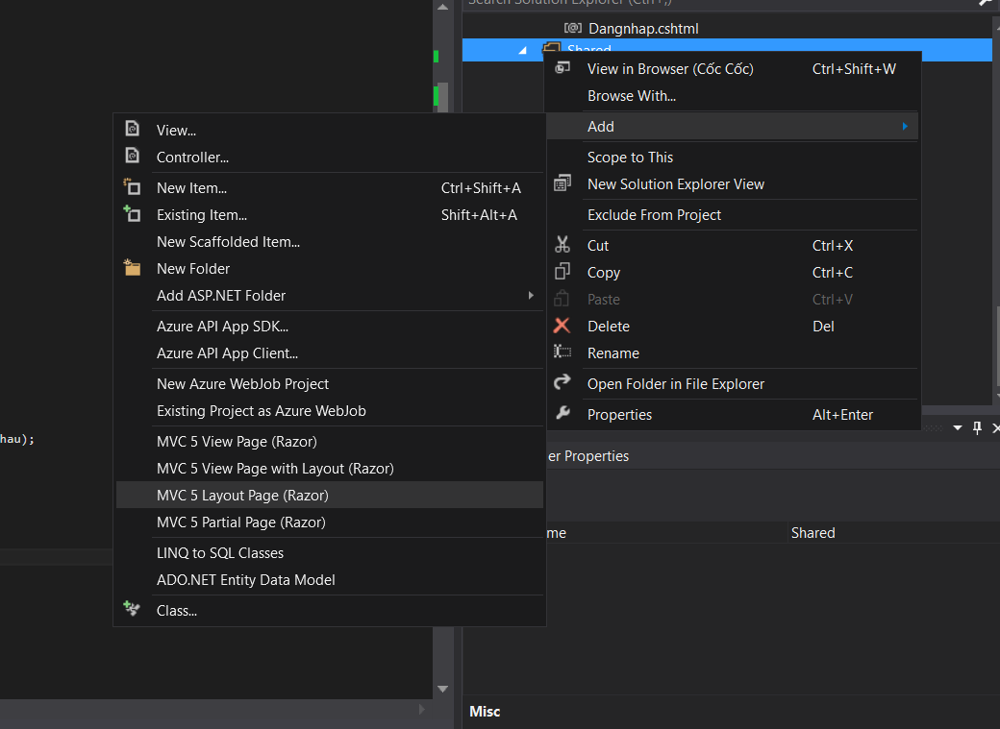 Search Solution Explorer (Ctrl+;)
Dangnhap.cshtml
Shared
View in Browser (Cốc Cốc) Ctrl+Shift+W
Browse With...
Add
Scope to This
New Solution Explorer View
Exclude From Project
Cut Ctrl+X
Copy Ctrl+C
Paste Ctrl+V
Delete Del
Rename
Open Folder in File Explorer
Properties Alt+Enter
View...
Controller...
New Item... Ctrl+Shift+A
Existing Item... Shift+Alt+A
New Scaffolded Item...
New Folder
Add ASP.NET Folder
Azure API App SDK...
Azure API App Client...
New Azure WebJob Project
Existing Project as Azure WebJob
MVC 5 View Page (Razor)
MVC 5 View Page with Layout (Razor)
MVC 5 Layout Page (Razor)
MVC 5 Partial Page (Razor)
LINQ to SQL Classes
ADO.NET Entity Data Model
Class...
hau);
er Properties
me Shared
Misc